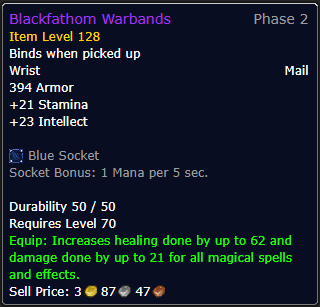 Blackfathom Warbands Phase 2
Item Level 128
Binds when picked up
Wrist Mail
394 Armor
+21 Stamina
+23 Intellect
Blue Socket
Socket Bonus: 1 Mana per 5 sec.
Durability 50 / 50
Requires Level 70
Equip: Increases healing done by up to 62 and
damage done by up to 21 for all magical spells
and effects.
Sell Price: 3 87 47